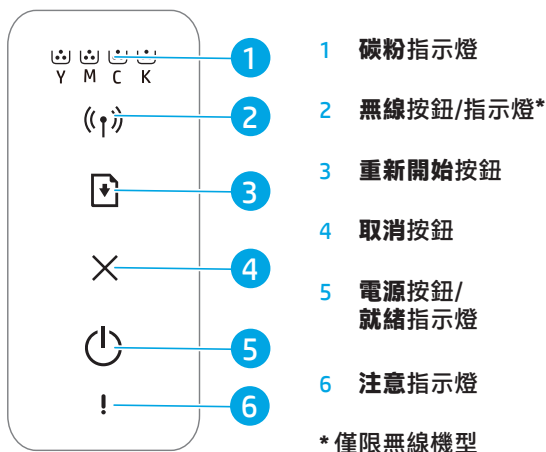 Y M C K
1 碳粉指示燈
2 無線按鈕/指示燈*
3 重新開始按鈕
4 取消按鈕
5 電源按鈕/
就緒指示燈
6 注意指示燈
* 僅限無線機型
1
2
3
4
5
6
!